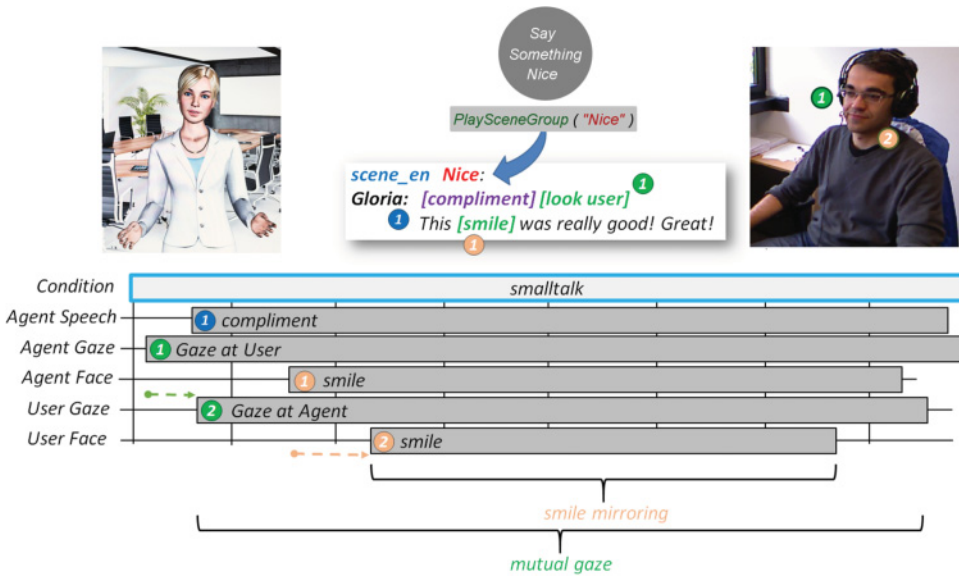 Say
Something
Nice
PlaySceneGroup ( "Nice" )
scene_en Nice:
1
Gloria: [compliment] [look user]
1 This [smile] was really good! Great!
1
1
2
Condition smalltalk
Agent Speech 1 compliment
Agent Gaze 1 Gaze at User
Agent Face 1 smile
User Gaze 2 Gaze at Agent
User Face 2 smile
smile mirroring
mutual gaze